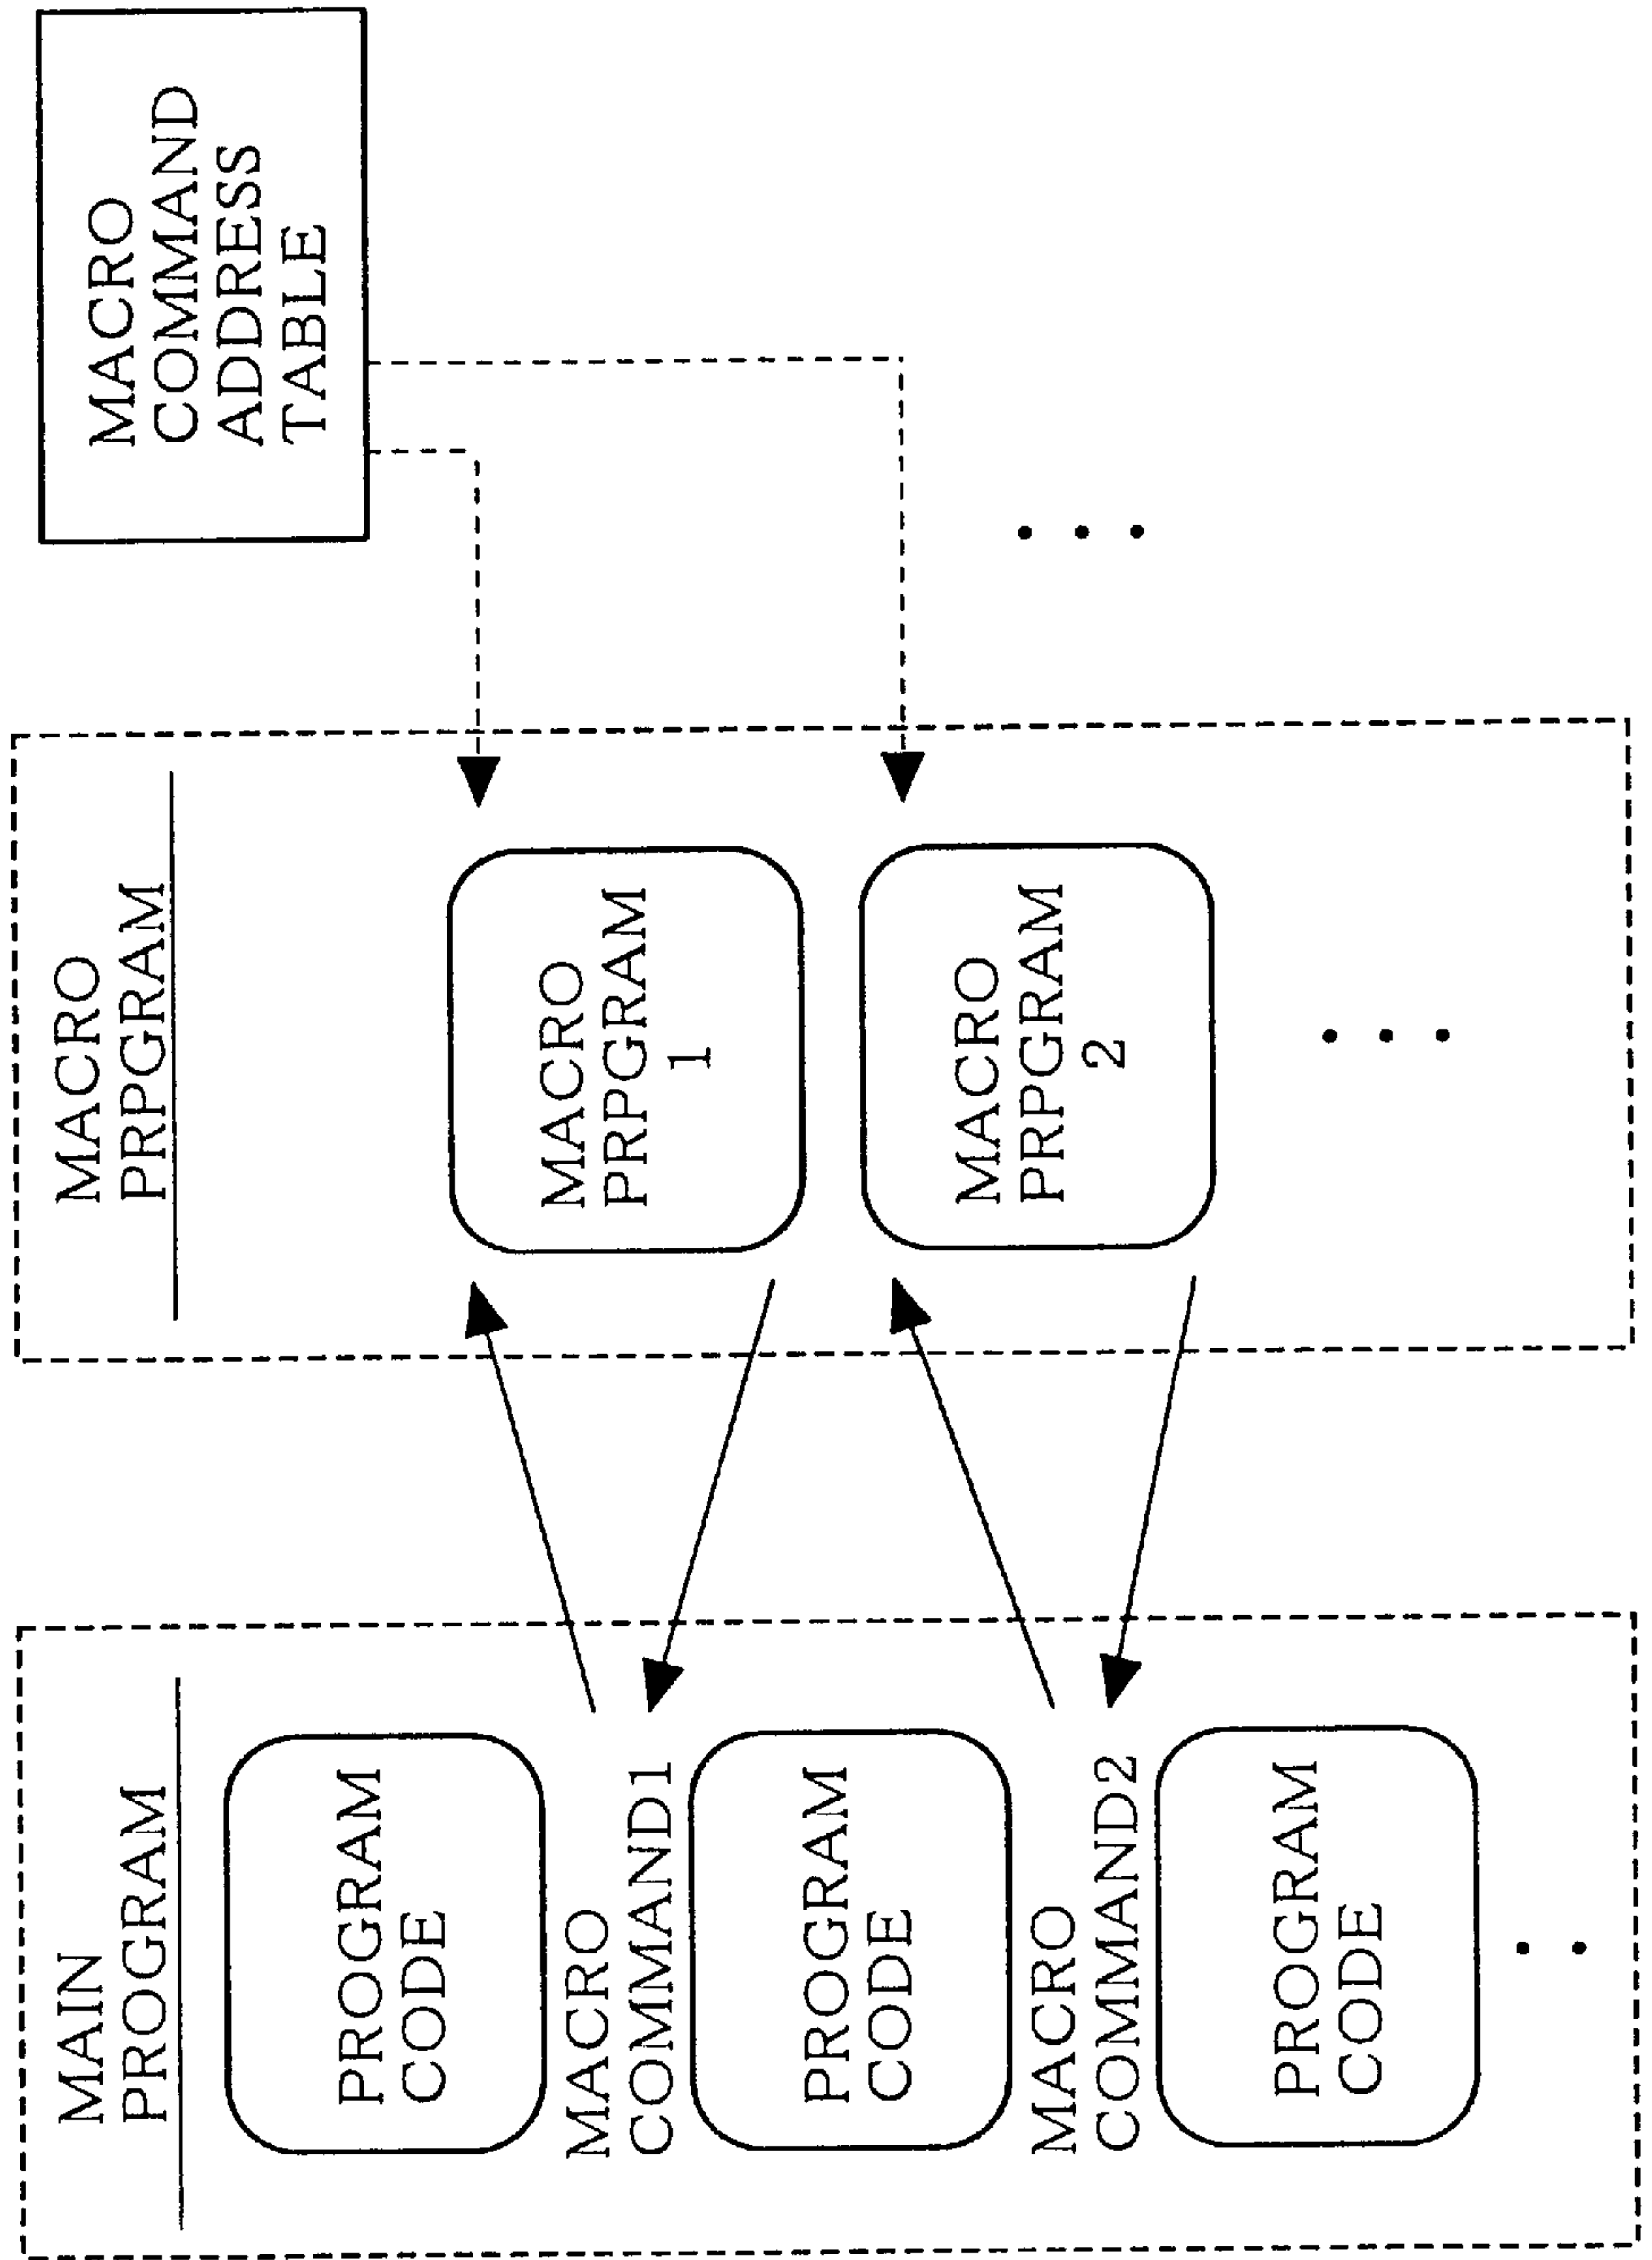 MAIN
PROGRAM
PROGRAM
CODE
MACRO
COMMAND1
PROGRAM
CODE
MACRO
COMMAND2
PROGRAM
CODE
MACRO
PRPGRAM
MACRO
PRPGRAM
1
MACRO
PRPGRAM
2
MACRO
COMMAND
ADDRESS
TABLE